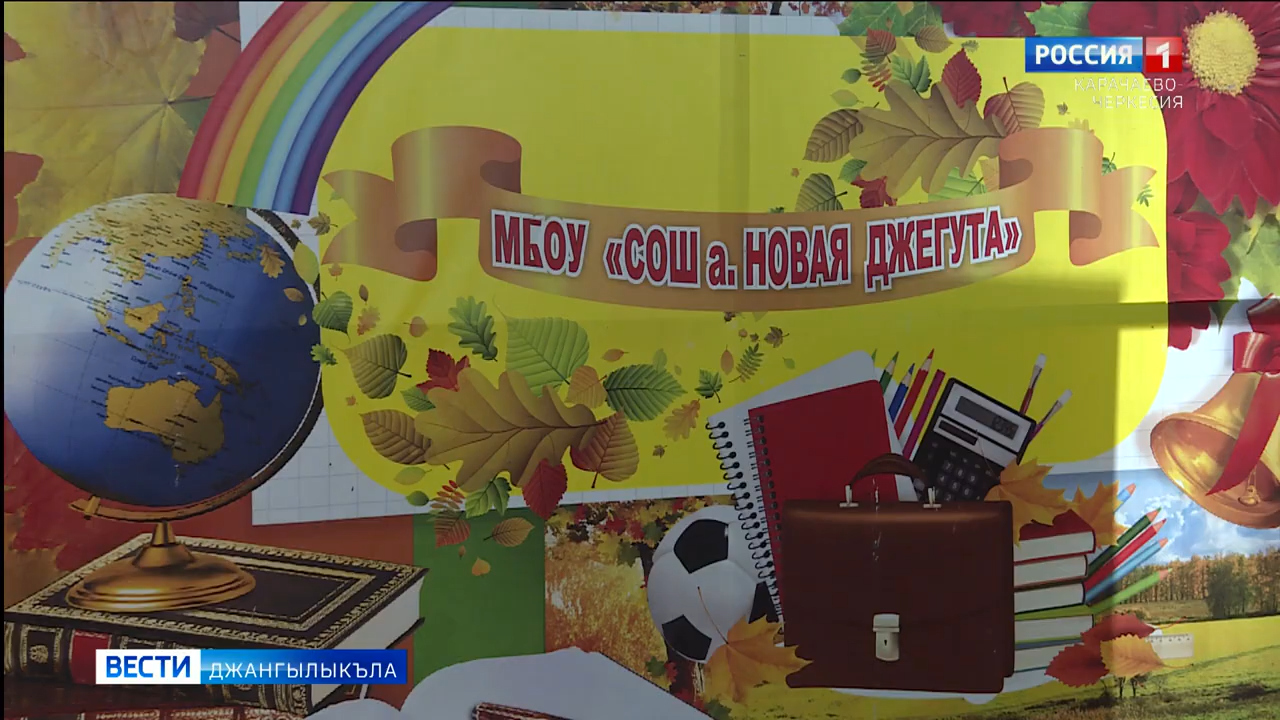 РОССИЯ 1
КАРАЧАЕВО-
ЧЕРКЕСИЯ
МБОУ «СОШ а. НОВАЯ ДЖЕГУТА»
ВЕСТИ ДЖАНГЫЛЫКЪЛА